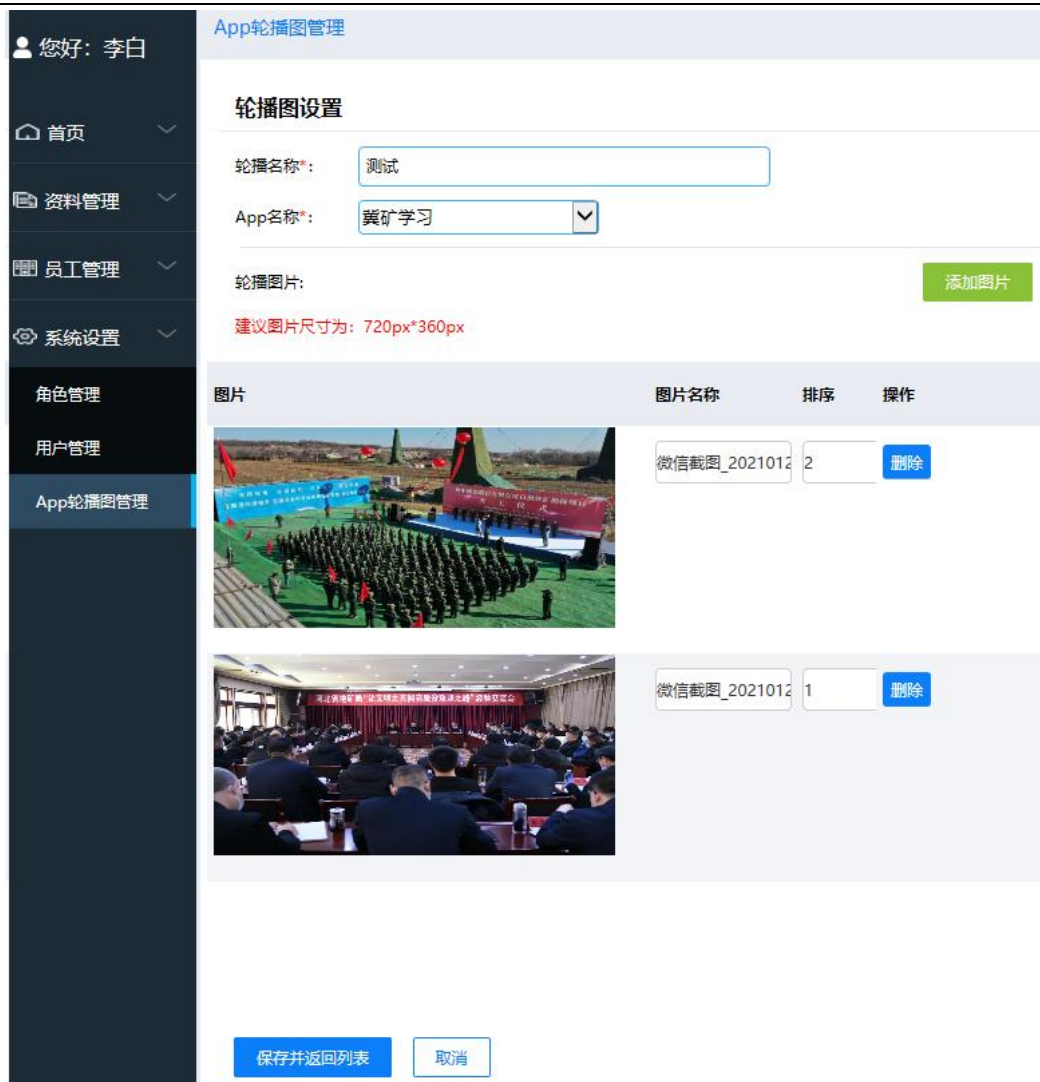 您好：李白
首页
资料管理
员工管理
系统设置
角色管理
用户管理
App轮播图管理
App轮播图管理
轮播图设置
轮播名称*： 测试
App名称*： 冀矿学习
轮播图片:
添加图片
建议图片尺寸为：720px*360px
图片 图片名称 排序 操作
微信截图_2021012 2 删除
开工仪式
微信截图_2021012 1 删除
保存并返回列表 取消